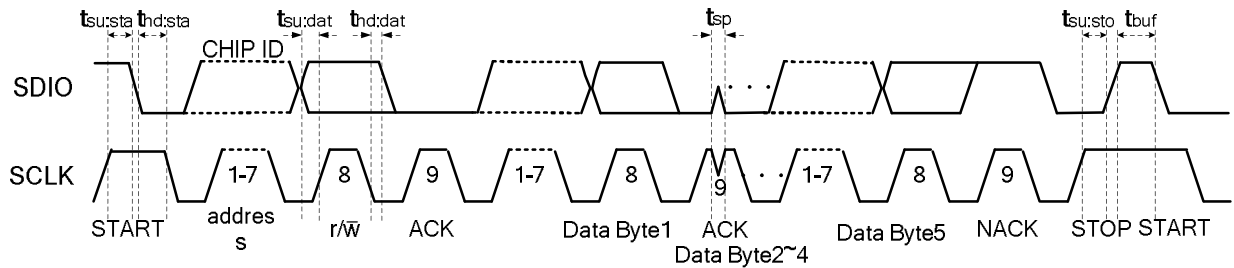 tsu:sta thd:sta tsu:dat thd:dat tsp tsu:sto tbuf
CHIP ID
SDIO
SCLK 1-7 8 9 1-7 8 9 1-7 8 9
START addres r/w̅ ACK Data Byte1 ACK Data Byte5 NACK STOP START
s Data Byte2~4